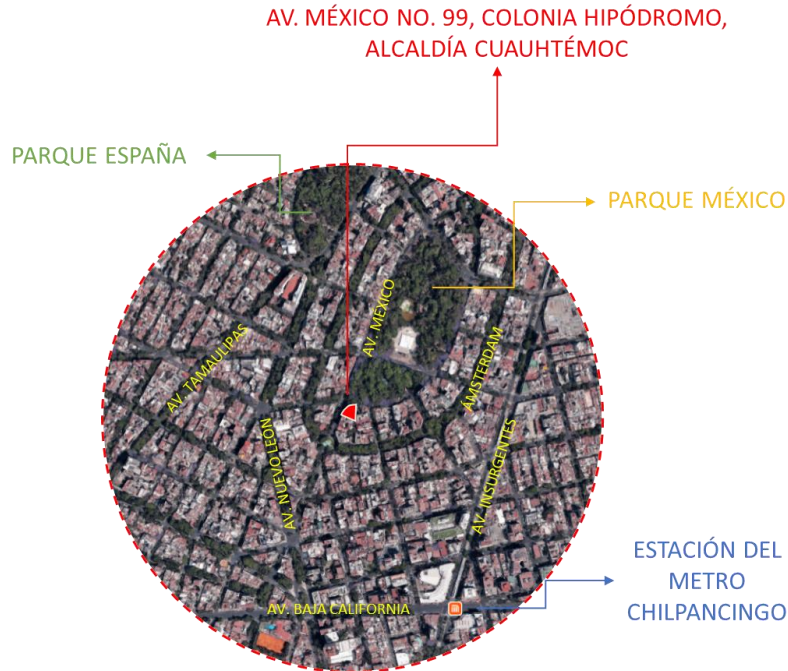 AV. MÉXICO NO. 99, COLONIA HIPÓDROMO,
ALCALDÍA CUAUHTÉMOC
PARQUE ESPAÑA
PARQUE MÉXICO
AV. MÉXICO
AV. TAMAULIPAS
ÁMSTERDAM
AV. NUEVO LEON
AV. INSURGENTES
ESTACIÓN DEL
METRO
CHILPANCINGO
AV. BAJA CALIFORNIA